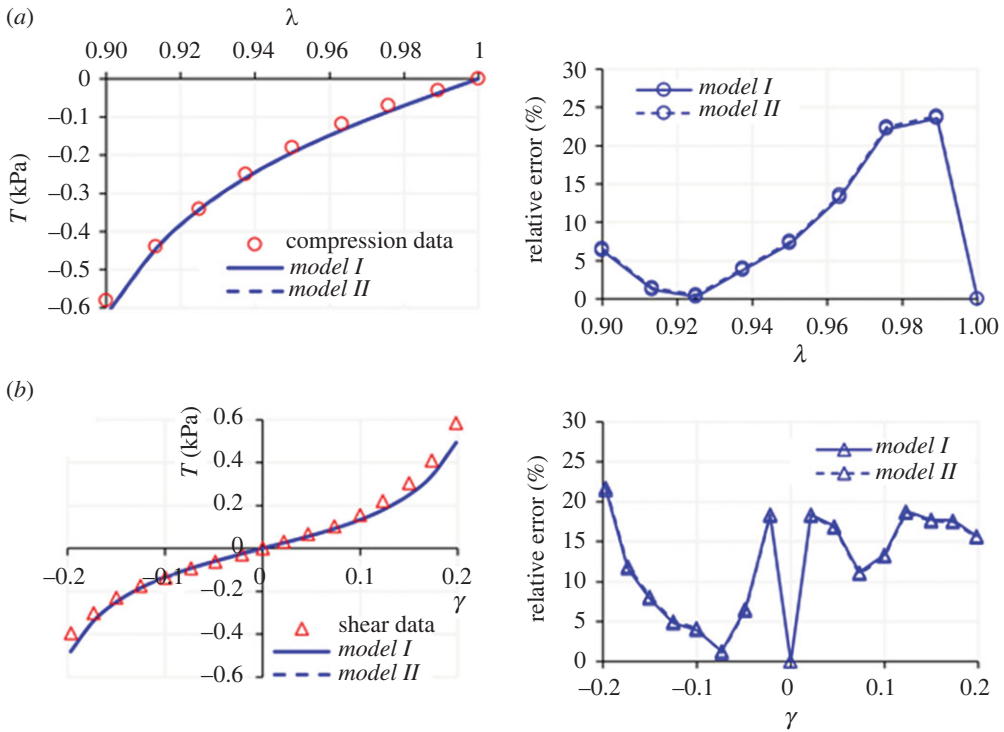 (a)
λ
0.90 0.92 0.94 0.96 0.98 1
0
–0.1
–0.2
–0.3
–0.4
–0.5
–0.6
T (kPa)
compression data
model I
model II
30
25
20
15
10
5
0
relative error (%)
model I
model II
0.90 0.92 0.94 0.96 0.98 1.00
λ
(b)
T (kPa)
0.6
0.4
0.2
0
–0.2
–0.4
–0.6
–0.2 –0.1 0 0.1 0.2
γ
shear data
model I
model II
30
25
20
15
10
5
0
relative error (%)
model I
model II
–0.2 –0.1 0 0.1 0.2
γ